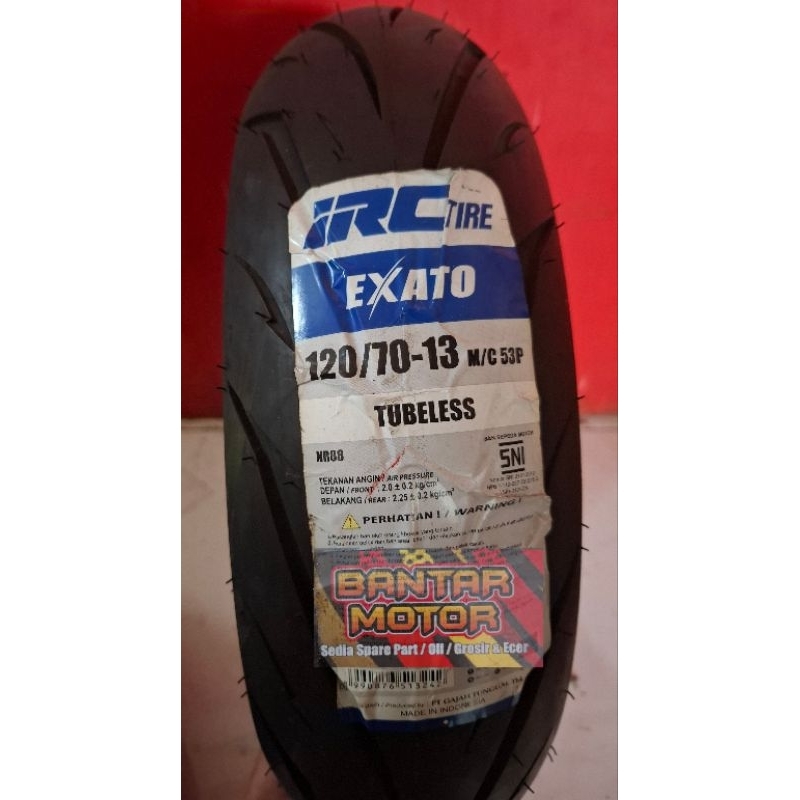 IRC TIRE
EXATO
120/70-13 M/C 53P
TUBELESS
NR88
SNI
TEKANAN ANGIN / AIR PRESSURE
DEPAN / FRONT : 2.0 ± 0.2 kg/cm²
BELAKANG / REAR : 2.25 ± 0.2 kg/cm²
PERHATIAN ! / WARNING !
BANTAR
MOTOR
Sedia Spare Part / Oli / Grosir & Ecer
PT GAJAH TUNGGAL Tbk
MADE IN INDONESIA